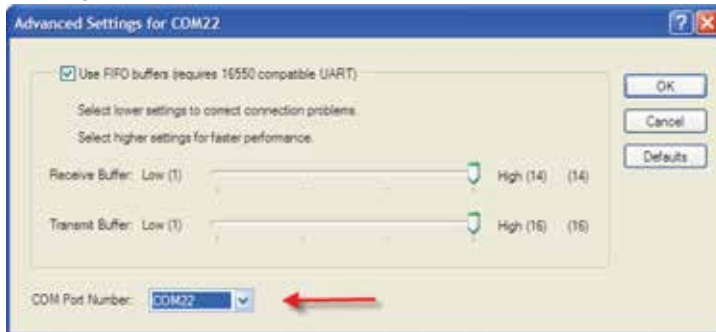 Advanced Settings for COM22
Use FIFO buffers (requires 16550 compatible UART)
OK
Select lower settings to correct connection problems.
Cancel
Select higher settings for faster performance.
Defaults
Receive Buffer: Low (1) High (14) (14)
Transmit Buffer: Low (1) High (16) (16)
COM Port Number: COM22